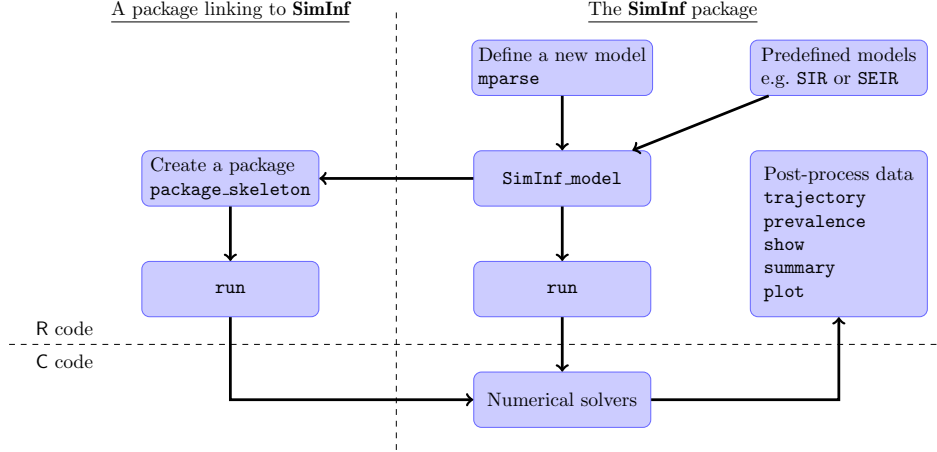 A package linking to SimInf
The SimInf package
Define a new model
mparse
Predefined models
e.g. SIR or SEIR
Create a package
package_skeleton
SimInf_model
Post-process data
trajectory
prevalence
show
summary
plot
run
run
R code
C code
Numerical solvers